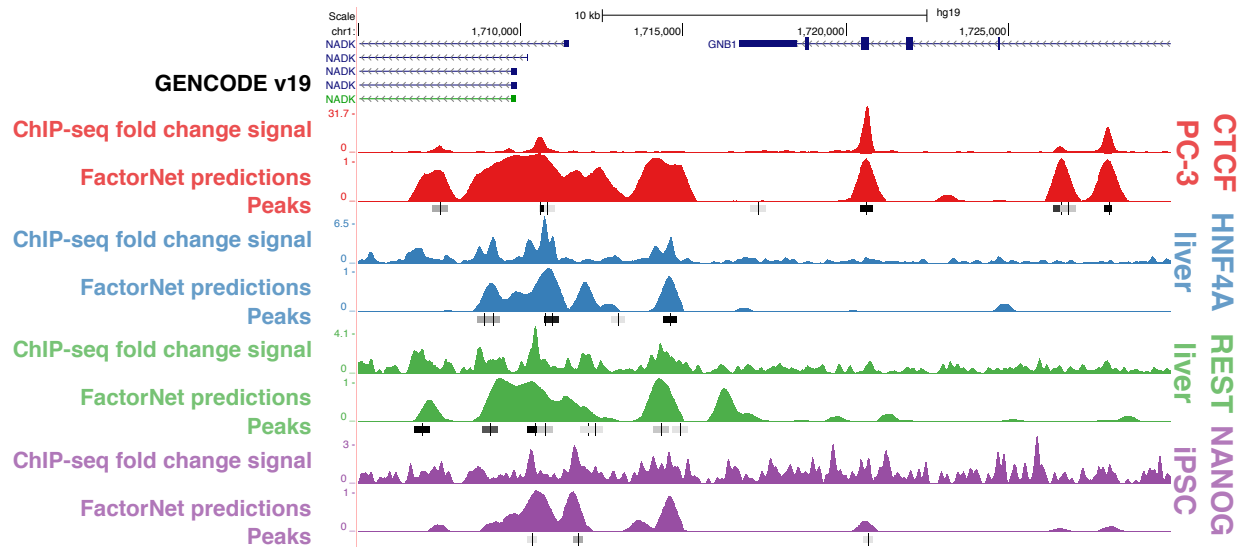 Scale 10 kb hg19
chr1: 1,710,000 1,715,000 1,720,000 1,725,000
NADK GNB1
NADK
NADK
NADK
NADK
GENCODE v19
ChIP-seq fold change signal 31.7 - 0 _
FactorNet predictions 1 - 0 _
Peaks
CTCF
PC-3
ChIP-seq fold change signal 6.5 - 0 _
FactorNet predictions 1 - 0 _
Peaks
HNF4A
liver
ChIP-seq fold change signal 4.1 - 0 _
FactorNet predictions 1 - 0 _
Peaks
REST
liver
ChIP-seq fold change signal 3 - 0 _
FactorNet predictions 1 - 0 _
Peaks
NANOG
iPSC